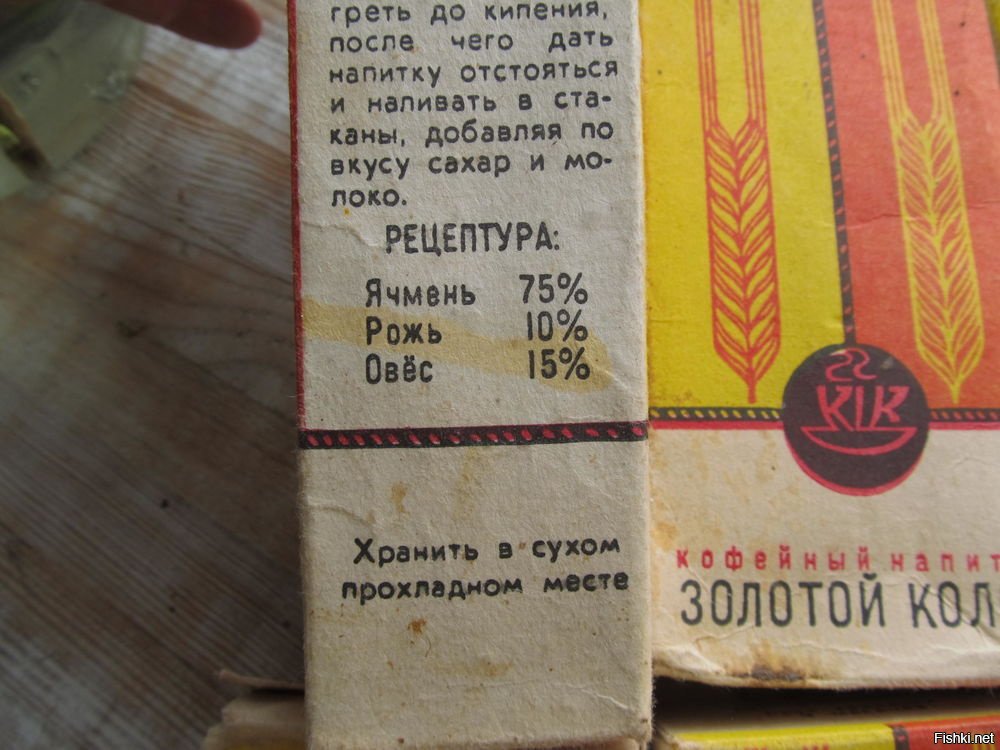 греть до кипения,
после чего дать
напитку отстояться
и наливать в ста-
каны, добавляя по
вкусу сахар и мо-
локо.
РЕЦЕПТУРА:
Ячмень 75%
Рожь 10%
Овёс 15%
Хранить в сухом
прохладном месте
КІК
кофейный напит
ЗОЛОТОЙ КОЛ
Fishki.net